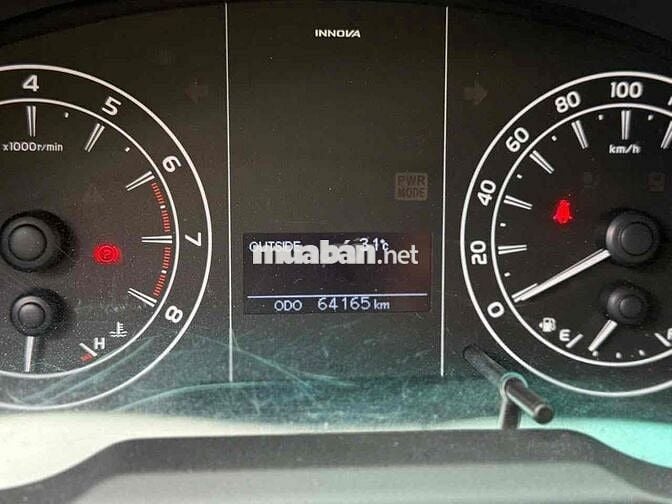 INNOVA
4
5
6
7
8
x1000r/min
H
PWR
MODE
OUTSIDE 31°c
muaban.net
ODO 64165 km
0
20
40
60
80
100
km/h
E